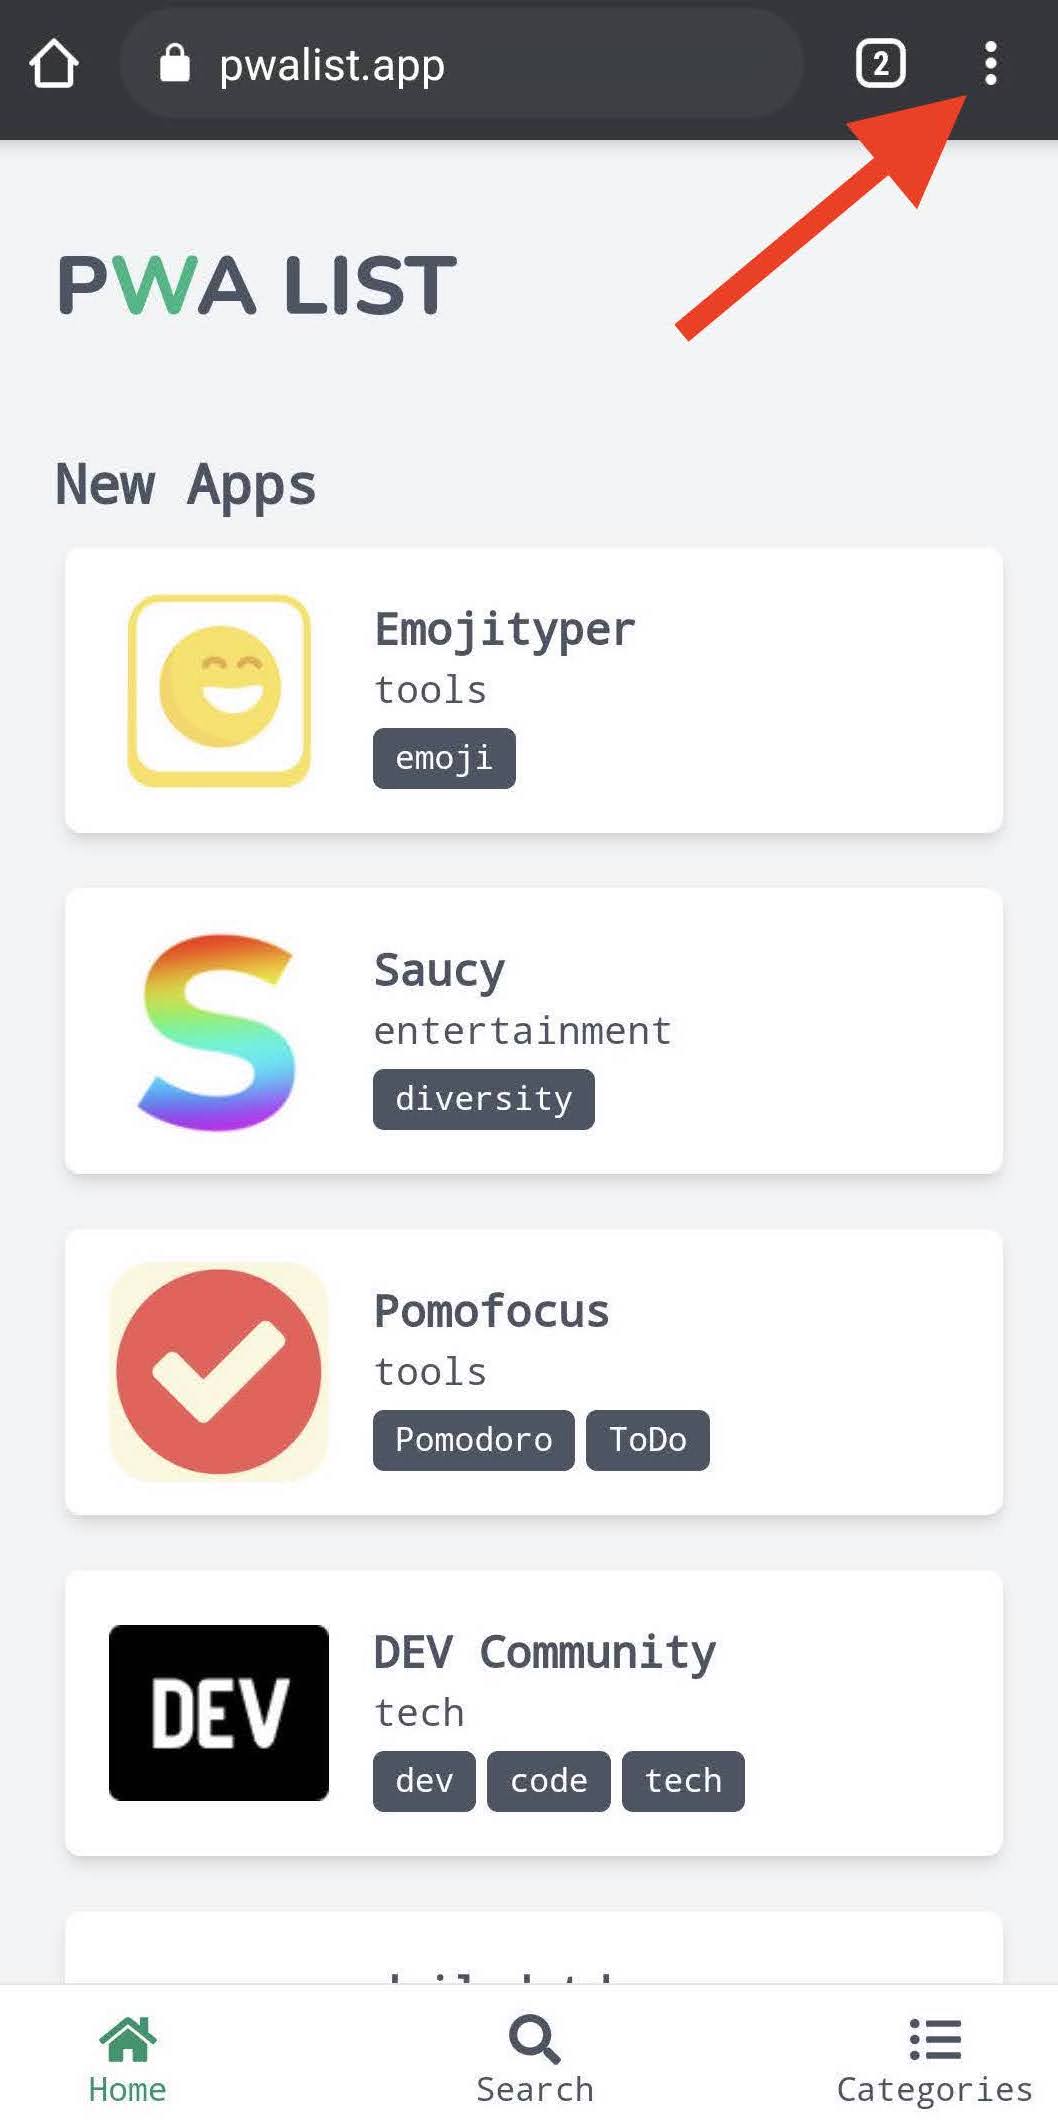 pwalist.app
2
PWA LIST
New Apps
Emojityper
tools
emoji
Saucy
entertainment
diversity
Pomofocus
tools
Pomodoro ToDo
DEV
DEV Community
tech
dev code tech
Home Search Categories